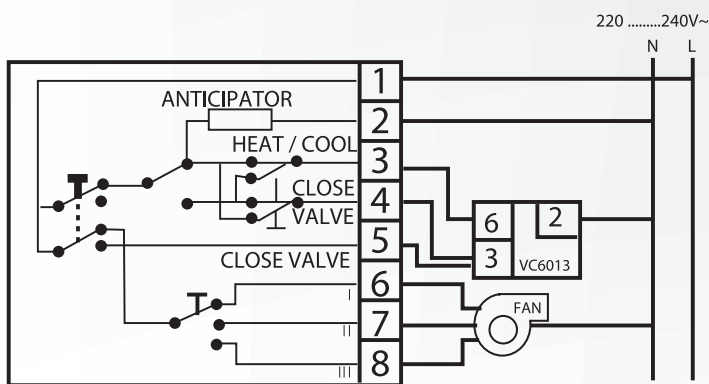 220 .........240V~
N L
1
ANTICIPATOR
2
HEAT / COOL
3
CLOSE
4
VALVE
6 2
5
3 VC6013
CLOSE VALVE
6
I
FAN
7
II
8
III